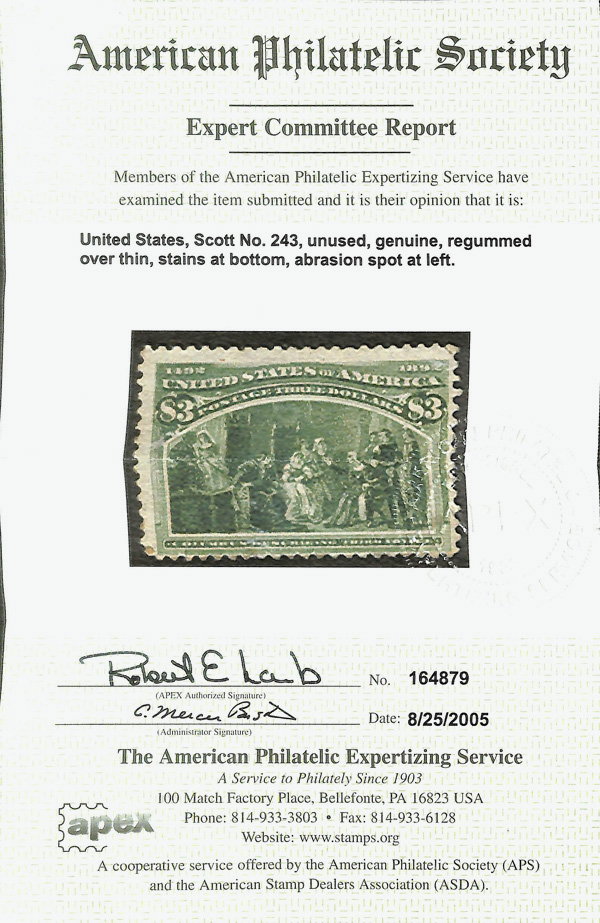 American Philatelic Society
Expert Committee Report
Members of the American Philatelic Expertizing Service have
examined the item submitted and it is their opinion that it is:
United States, Scott No. 243, unused, genuine, regummed
over thin, stains at bottom, abrasion spot at left.
1492
UNITED STATES OF AMERICA
POSTAGE THREE DOLLARS
$3 $3
Robert E Lamb
No. 164879
(APEX Authorized Signature)
C. Mercer
Date: 8/25/2005
(Administrator Signature)
The American Philatelic Expertizing Service
A Service to Philately Since 1903
100 Match Factory Place, Bellefonte, PA 16823 USA
Phone: 814-933-3803 • Fax: 814-933-6128
Website: www.stamps.org
apex
A cooperative service offered by the American Philatelic Society (APS)
and the American Stamp Dealers Association (ASDA).